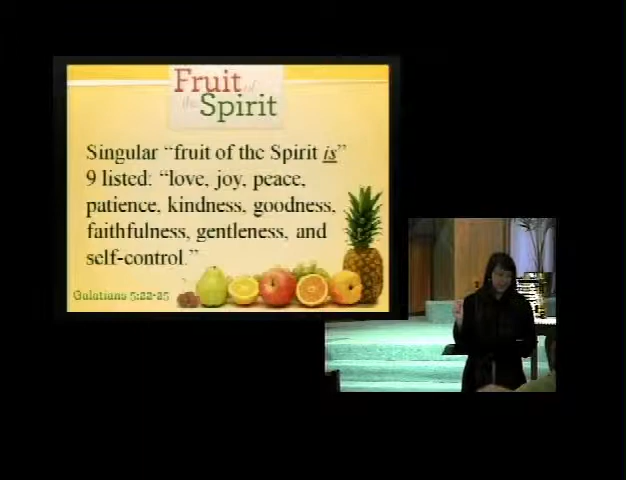 Fruit of
the Spirit
Singular “fruit of the Spirit is”
9 listed: “love, joy, peace,
patience, kindness, goodness,
faithfulness, gentleness, and
self-control.”
Galatians 5:22-25